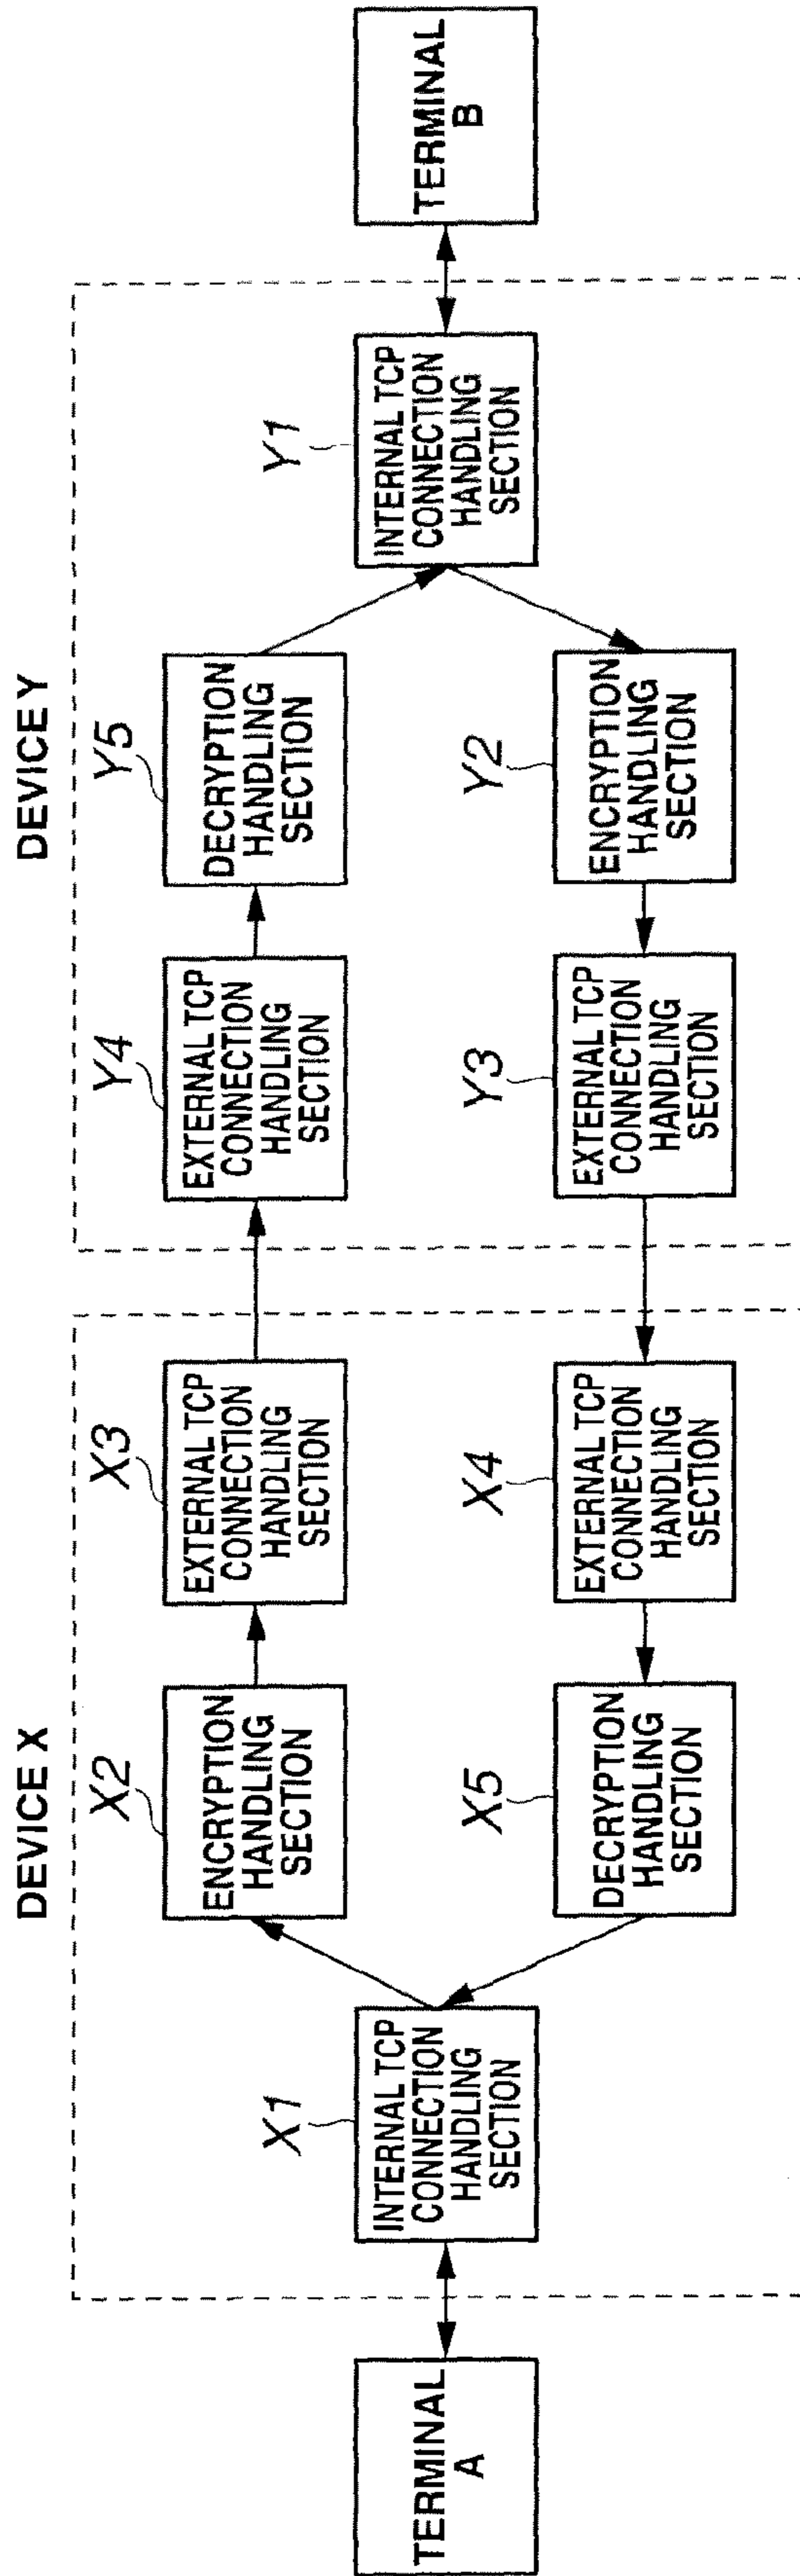 DEVICE X
DEVICE Y
X2
X3
Y4
Y5
ENCRYPTION
HANDLING
SECTION
EXTERNAL TCP
CONNECTION
HANDLING
SECTION
EXTERNAL TCP
CONNECTION
HANDLING
SECTION
DECRYPTION
HANDLING
SECTION
X1
Y1
TERMINAL
A
INTERNAL TCP
CONNECTION
HANDLING
SECTION
INTERNAL TCP
CONNECTION
HANDLING
SECTION
TERMINAL
B
X5
X4
Y3
Y2
DECRYPTION
HANDLING
SECTION
EXTERNAL TCP
CONNECTION
HANDLING
SECTION
EXTERNAL TCP
CONNECTION
HANDLING
SECTION
ENCRYPTION
HANDLING
SECTION